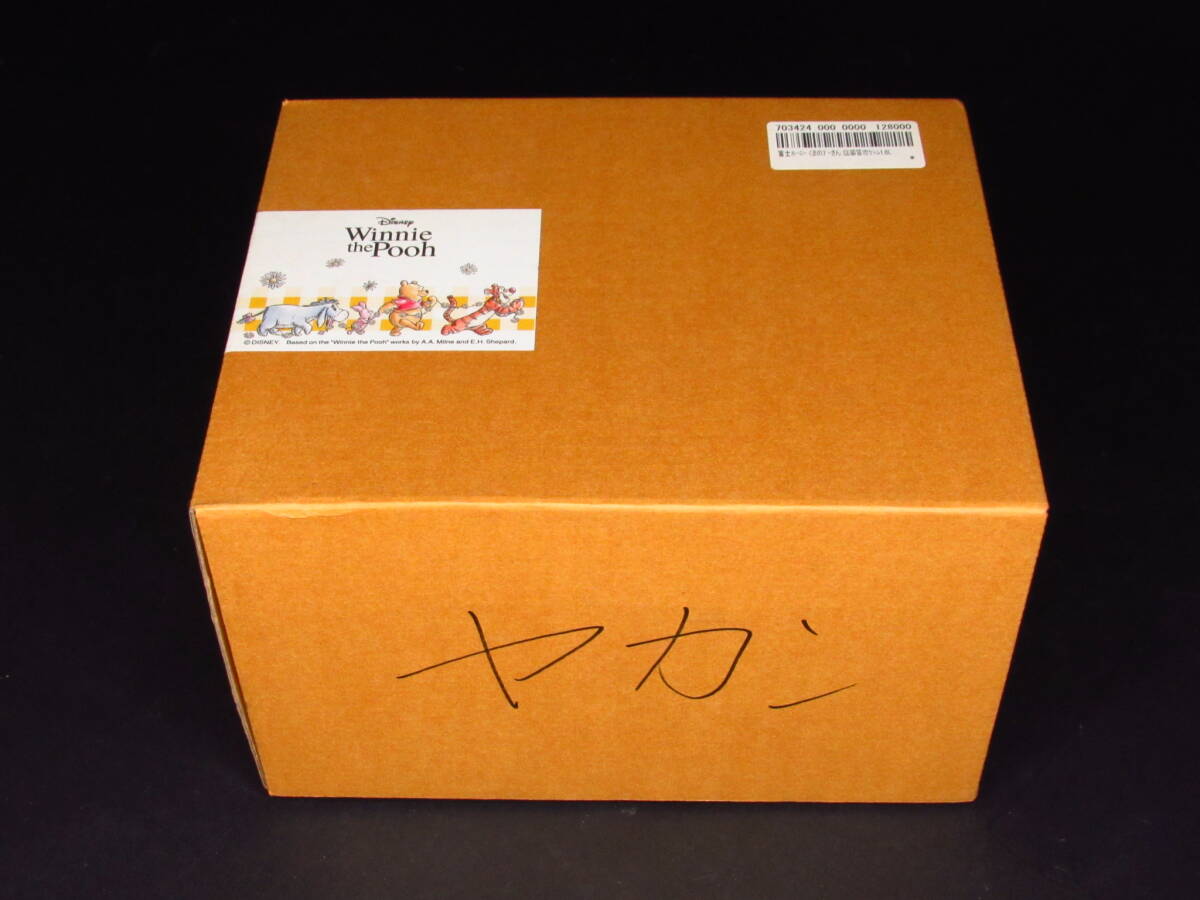 703424 000 0000 128000
Disney
Winnie
the Pooh
© DISNEY. Based on the "Winnie the Pooh" works by A.A. Milne and E.H. Shepard.
ヤカン